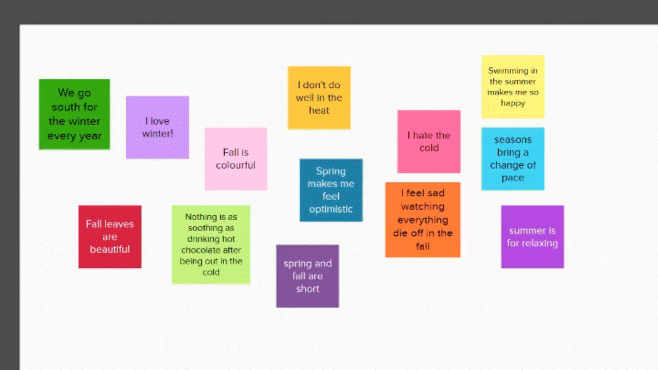 We go
south for
the winter
every year
I love
winter!
Fall is
colourful
I don't do
well in the
heat
Swimming in
the summer
makes me so
happy
I hate the
cold
seasons
bring a
change of
pace
Spring
makes me
feel
optimistic
I feel sad
watching
everything
die off in the
fall
Fall leaves
are
beautiful
Nothing is as
soothing as
drinking hot
chocolate after
being out in the
cold
spring and
fall are
short
summer is
for relaxing